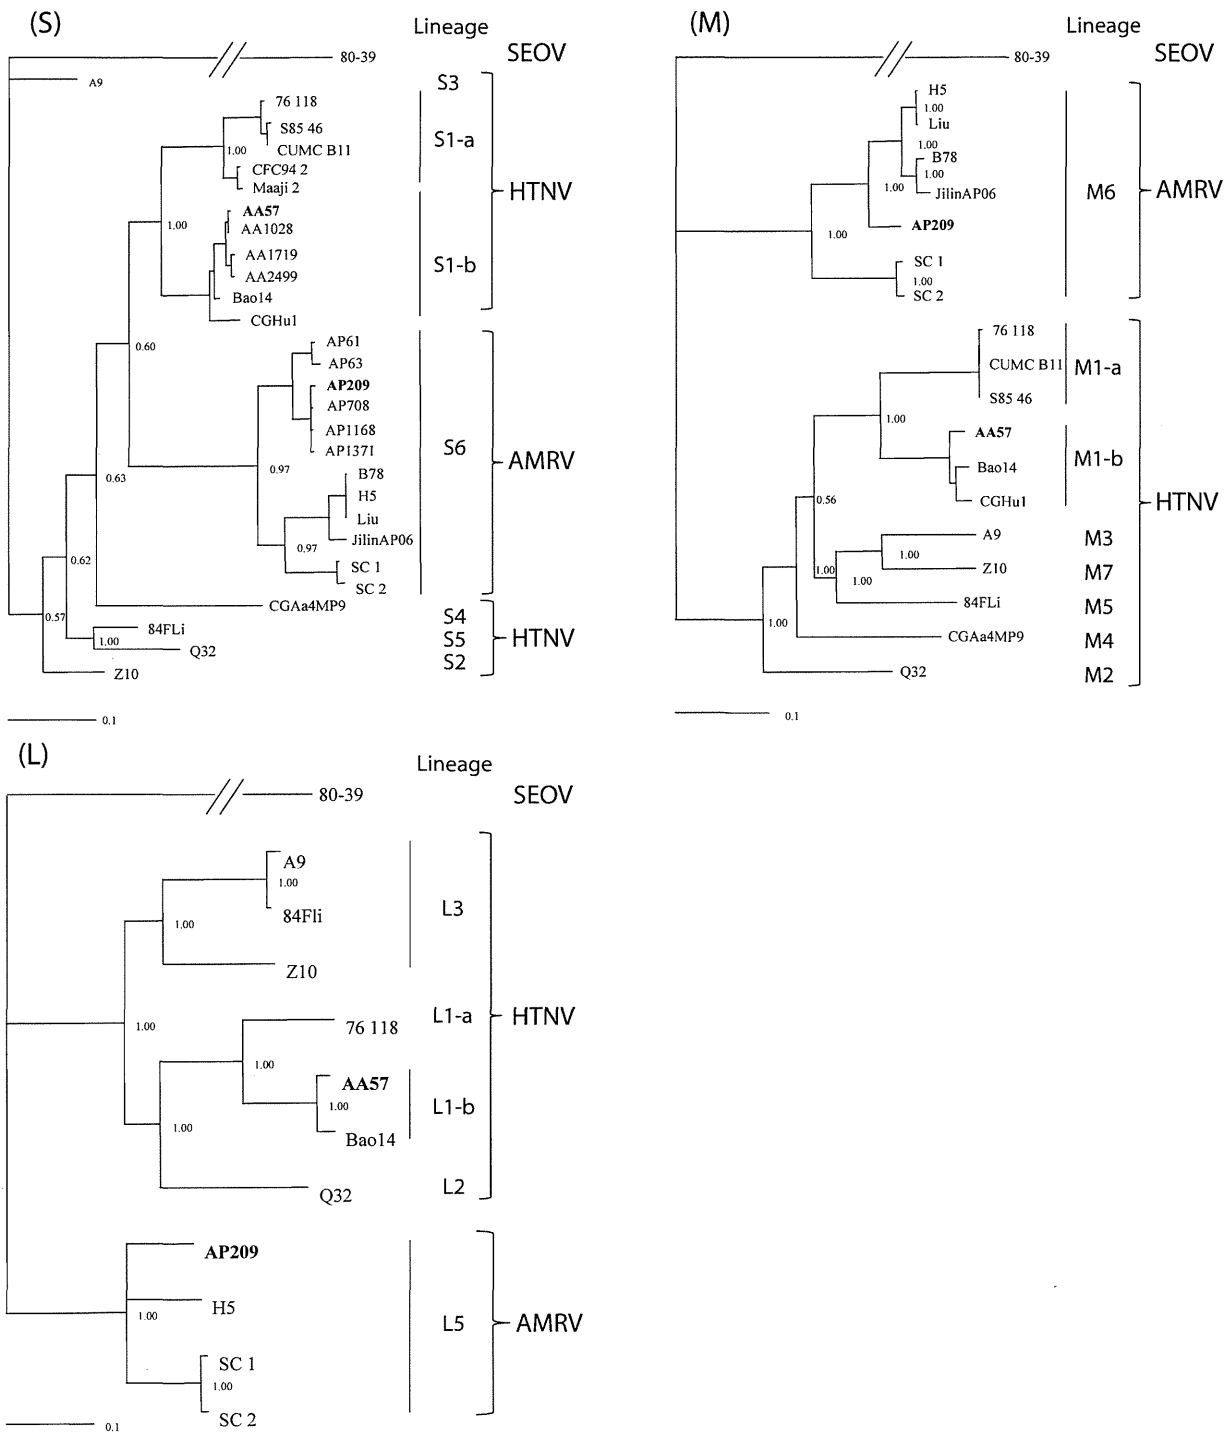 (S)
Lineage
80-39
SEOV
A9
S3
76 118
S85 46
CUMC B11
1.00
S1-a
CFC94 2
Maaji 2
HTNV
AA57
AA1028
1.00
AA1719
S1-b
AA2499
Bao14
CGHu1
AP61
0.60
AP63
AP209
AP708
AP1168
S6
AP1371
AMRV
0.97
B78
0.63
H5
Liu
JilinAP06
0.97
0.62
SC 1
SC 2
CGAa4MP9
0.57
S4
84FLi
1.00
S5
HTNV
Q32
S2
Z10
0.1
(M)
Lineage
80-39
SEOV
H5
1.00
Liu
1.00
B78
1.00
1.00
JilinAP06
M6
AMRV
AP209
1.00
SC 1
1.00
SC 2
76 118
CUMC B11
M1-a
S85 46
1.00
AA57
Bao14
M1-b
0.56
CGHu1
HTNV
A9
M3
1.00
1.00
1.00
Z10
M7
84FLi
M5
1.00
CGAa4MP9
M4
Q32
M2
0.1
(L)
Lineage
80-39
SEOV
A9
1.00
84Fli
L3
1.00
Z10
76 118
L1-a
HTNV
1.00
1.00
AA57
1.00
L1-b
1.00
Bao14
Q32
L2
AP209
H5
1.00
L5
AMRV
SC 1
1.00
SC 2
0.1